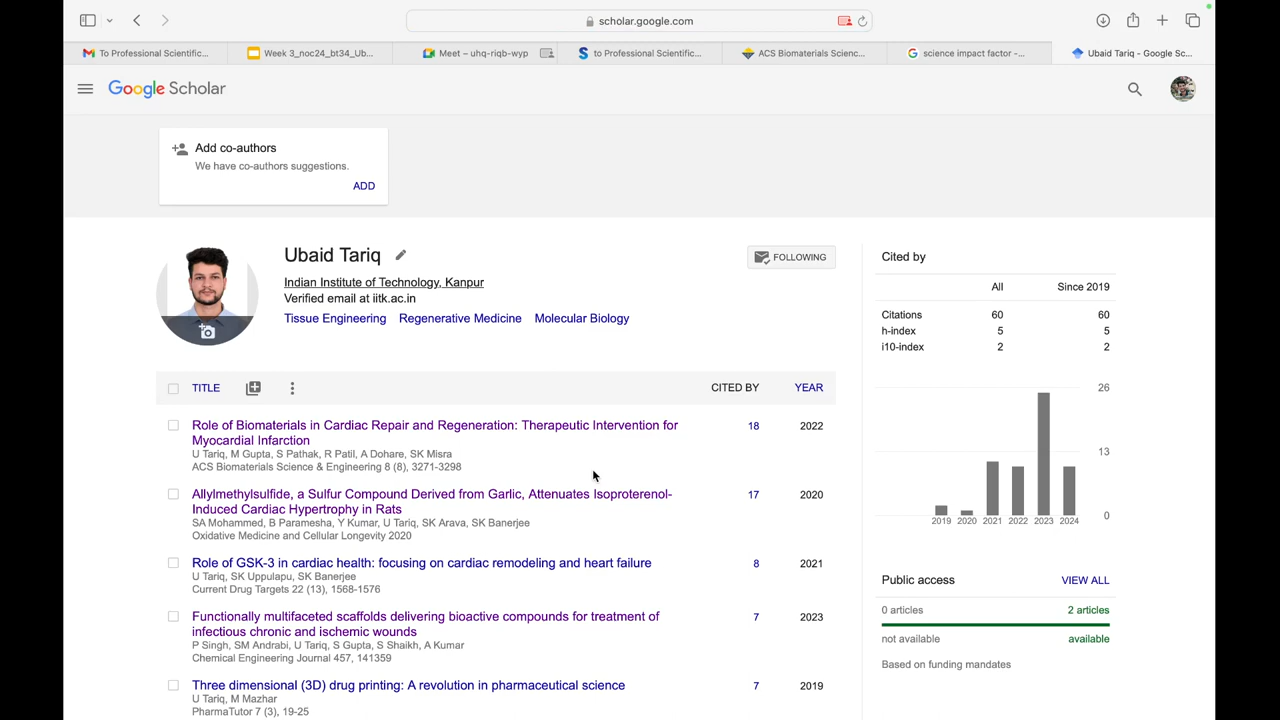 scholar.google.com
To Professional Scientific...
Week 3_noc24_bt34_Ub...
Meet – uhq-riqb-wyp
to Professional Scientific...
ACS Biomaterials Scienc...
science impact factor -...
Ubaid Tariq - Google Sc...
Google Scholar
Add co-authors
We have co-authors suggestions.
ADD
Ubaid Tariq
FOLLOWING
Indian Institute of Technology, Kanpur
Verified email at iitk.ac.in
Tissue Engineering Regenerative Medicine Molecular Biology
TITLE CITED BY YEAR
Role of Biomaterials in Cardiac Repair and Regeneration: Therapeutic Intervention for 18 2022
Myocardial Infarction
U Tariq, M Gupta, S Pathak, R Patil, A Dohare, SK Misra
ACS Biomaterials Science & Engineering 8 (8), 3271-3298
Allylmethylsulfide, a Sulfur Compound Derived from Garlic, Attenuates Isoproterenol- 17 2020
Induced Cardiac Hypertrophy in Rats
SA Mohammed, B Paramesha, Y Kumar, U Tariq, SK Arava, SK Banerjee
Oxidative Medicine and Cellular Longevity 2020
Role of GSK-3 in cardiac health: focusing on cardiac remodeling and heart failure 8 2021
U Tariq, SK Uppulapu, SK Banerjee
Current Drug Targets 22 (13), 1568-1576
Functionally multifaceted scaffolds delivering bioactive compounds for treatment of 7 2023
infectious chronic and ischemic wounds
P Singh, SM Andrabi, U Tariq, S Gupta, S Shaikh, A Kumar
Chemical Engineering Journal 457, 141359
Three dimensional (3D) drug printing: A revolution in pharmaceutical science 7 2019
U Tariq, M Mazhar
PharmaTutor 7 (3), 19-25
Cited by
All Since 2019
Citations 60 60
h-index 5 5
i10-index 2 2
26
13
0
2019 2020 2021 2022 2023 2024
Public access VIEW ALL
0 articles 2 articles
not available available
Based on funding mandates